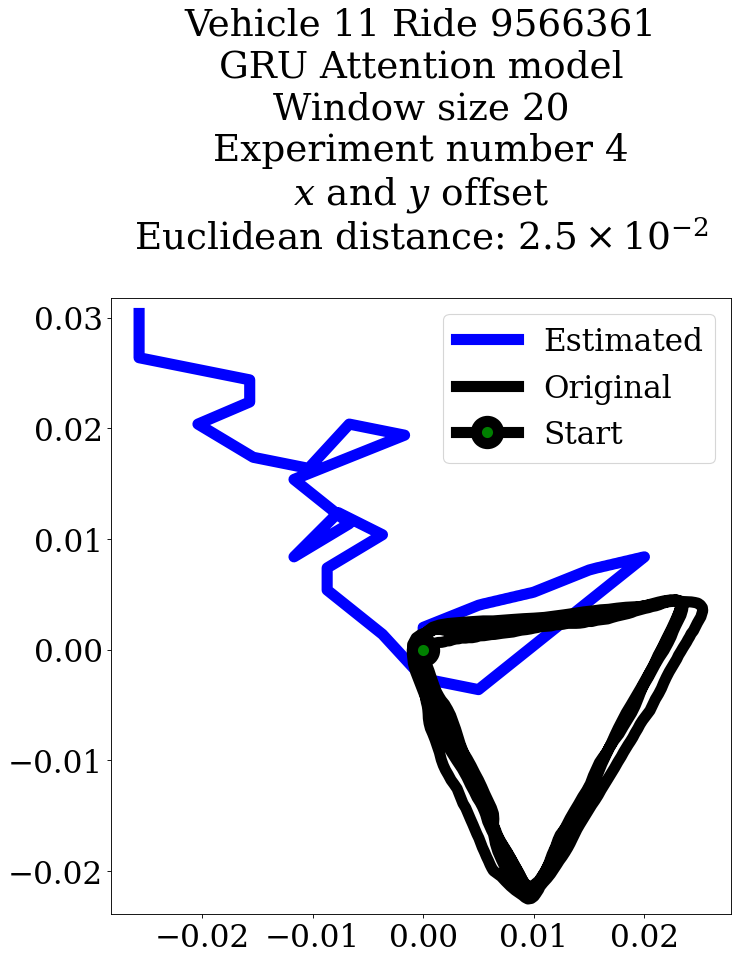 Vehicle 11 Ride 9566361
GRU Attention model
Window size 20
Experiment number 4
x and y offset
Euclidean distance: 2.5 × 10⁻²
Estimated
Original
Start
0.03
0.02
0.01
0.00
−0.01
−0.02
−0.02 −0.01 0.00 0.01 0.02